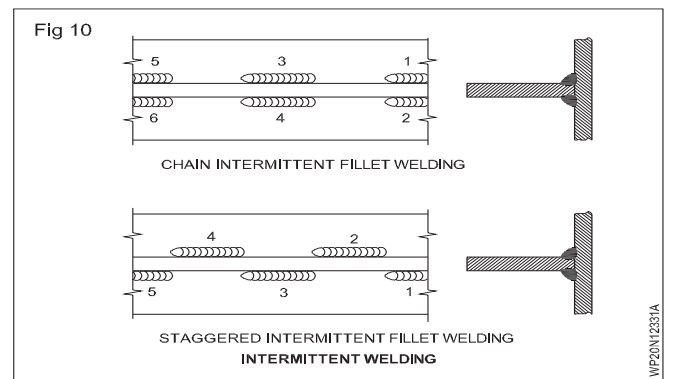 Fig 10
5 3 1
6 4 2
CHAIN INTERMITTENT FILLET WELDING
4 2
5 3 1
STAGGERED INTERMITTENT FILLET WELDING
INTERMITTENT WELDING
WP20N12331A